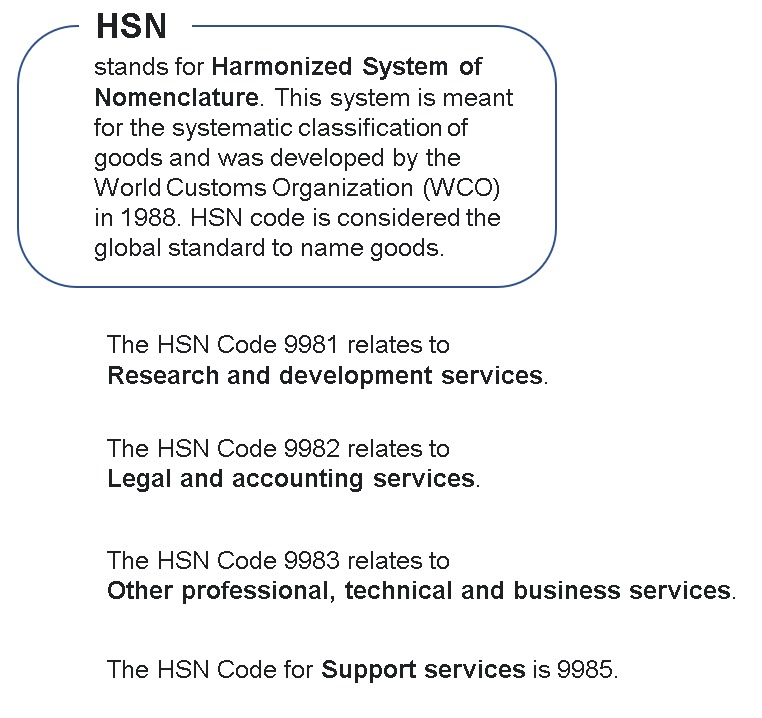 HSN
stands for Harmonized System of
Nomenclature. This system is meant
for the systematic classification of
goods and was developed by the
World Customs Organization (WCO)
in 1988. HSN code is considered the
global standard to name goods.
The HSN Code 9981 relates to
Research and development services.
The HSN Code 9982 relates to
Legal and accounting services.
The HSN Code 9983 relates to
Other professional, technical and business services.
The HSN Code for Support services is 9985.